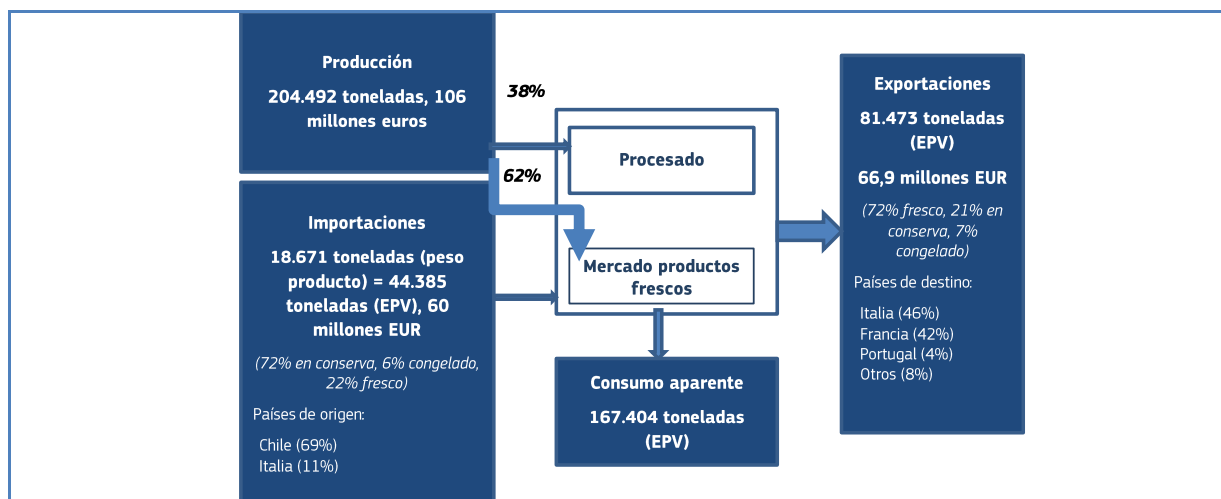 Producción
204.492 toneladas, 106
millones euros
38%
62%
Importaciones
18.671 toneladas (peso
producto) = 44.385
toneladas (EPV), 60
millones EUR
(72% en conserva, 6% congelado,
22% fresco)
Países de origen:
Chile (69%)
Italia (11%)
Procesado
Mercado productos
frescos
Consumo aparente
167.404 toneladas
(EPV)
Exportaciones
81.473 toneladas
(EPV)
66,9 millones EUR
(72% fresco, 21% en
conserva, 7%
congelado)
Países de destino:
Italia (46%)
Francia (42%)
Portugal (4%)
Otros (8%)